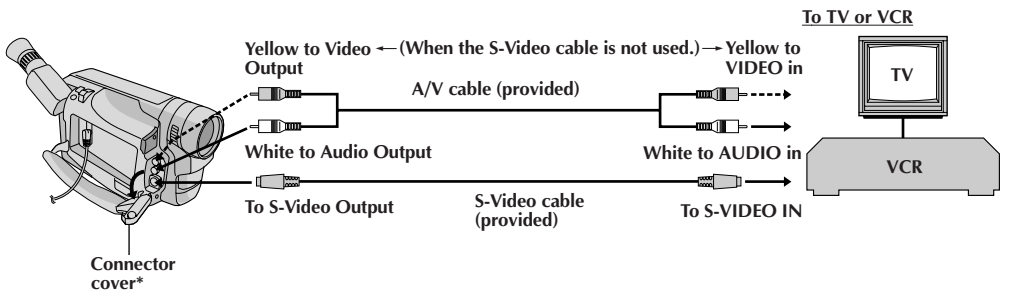 To TV or VCR
Yellow to Video
Output
(When the S-Video cable is not used.)
Yellow to
VIDEO in
A/V cable (provided)
TV
White to Audio Output
White to AUDIO in
VCR
To S-Video Output
S-Video cable
(provided)
To S-VIDEO IN
Connector
cover*